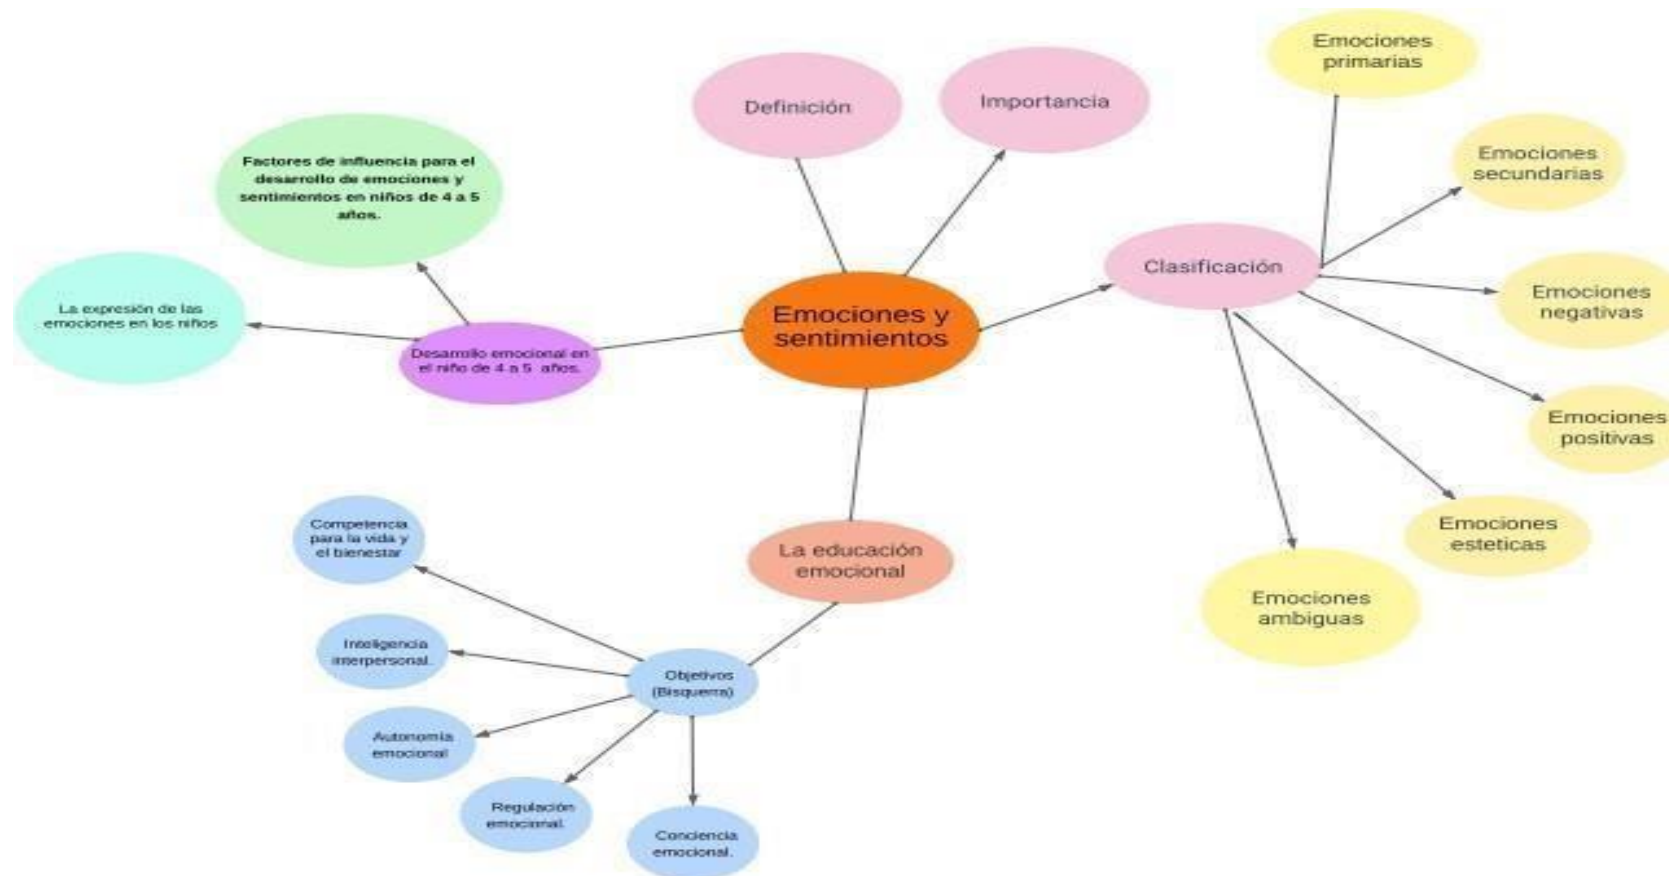 Emociones
primarias
Definición
Importancia
Emociones
secundarias
Factores de influencia para el
desarrollo de emociones y
sentimientos en niños de 4 a 5
años.
Clasificación
La expresión de las
emociones en los niños
Emociones y
sentimientos
Emociones
negativas
Desarrollo emocional en
el niño de 4 a 5 años.
Emociones
positivas
Competencia
para la vida y
el bienestar
La educación
emocional
Emociones
esteticas
Emociones
ambiguas
Inteligencia
interpersonal.
Objetivos
(Bisquerra)
Autonomía
emocional
Regulación
emocional.
Conciencia
emocional.